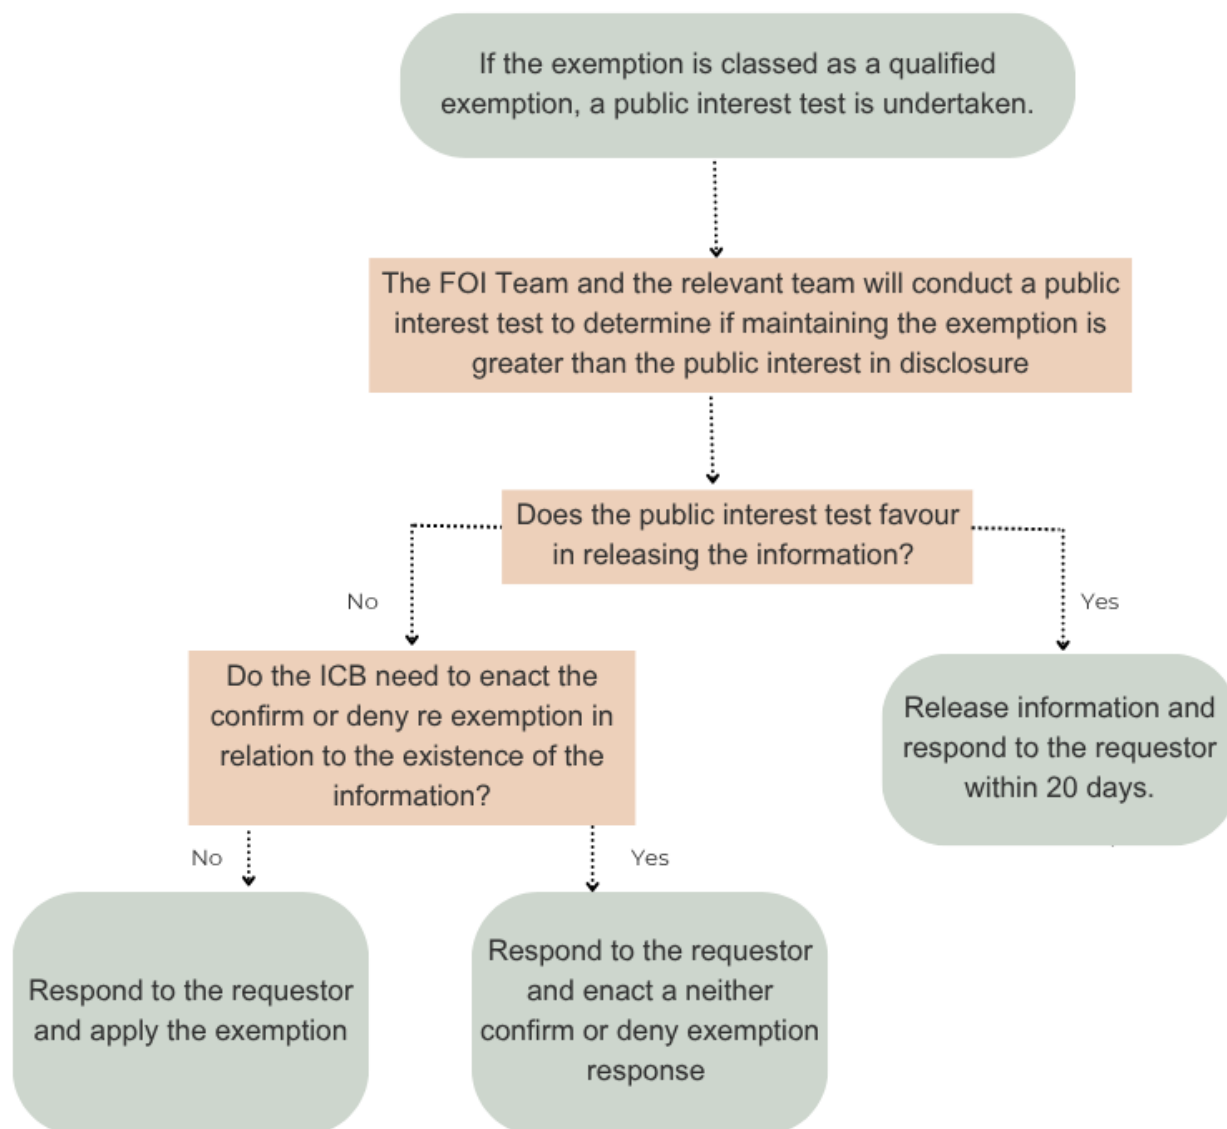 If the exemption is classed as a qualified
exemption, a public interest test is undertaken.
The FOI Team and the relevant team will conduct a public
interest test to determine if maintaining the exemption is
greater than the public interest in disclosure
Does the public interest test favour
in releasing the information?
No
Yes
Do the ICB need to enact the
confirm or deny re exemption in
relation to the existence of the
information?
Release information and
respond to the requestor
within 20 days.
No
Yes
Respond to the requestor
and apply the exemption
Respond to the requestor
and enact a neither
confirm or deny exemption
response